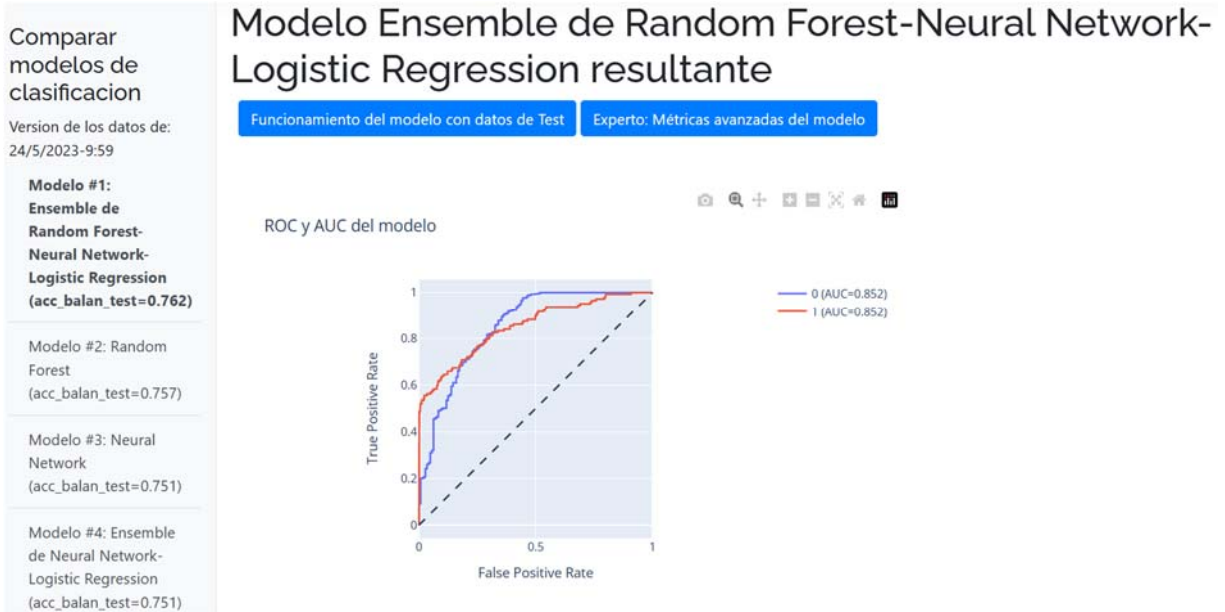 Comparar
modelos de
clasificacion
Version de los datos de:
24/5/2023-9:59
Modelo #1:
Ensemble de
Random Forest-
Neural Network-
Logistic Regression
(acc_balan_test=0.762)
Modelo #2: Random
Forest
(acc_balan_test=0.757)
Modelo #3: Neural
Network
(acc_balan_test=0.751)
Modelo #4: Ensemble
de Neural Network-
Logistic Regression
(acc_balan_test=0.751)
Modelo Ensemble de Random Forest-Neural Network-
Logistic Regression resultante
Funcionamiento del modelo con datos de Test
Experto: Métricas avanzadas del modelo
ROC y AUC del modelo
0 (AUC=0.852)
1 (AUC=0.852)
True Positive Rate
1
0.8
0.6
0.4
0.2
0
0
0.5
1
False Positive Rate